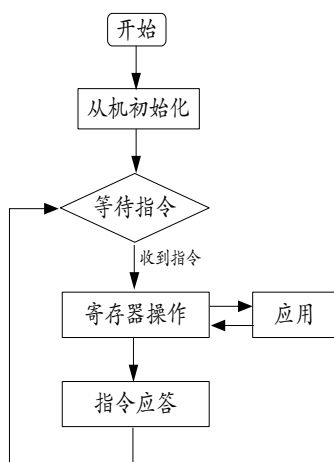 开始
从机初始化
等待指令
收到指令
寄存器操作
应用
指令应答